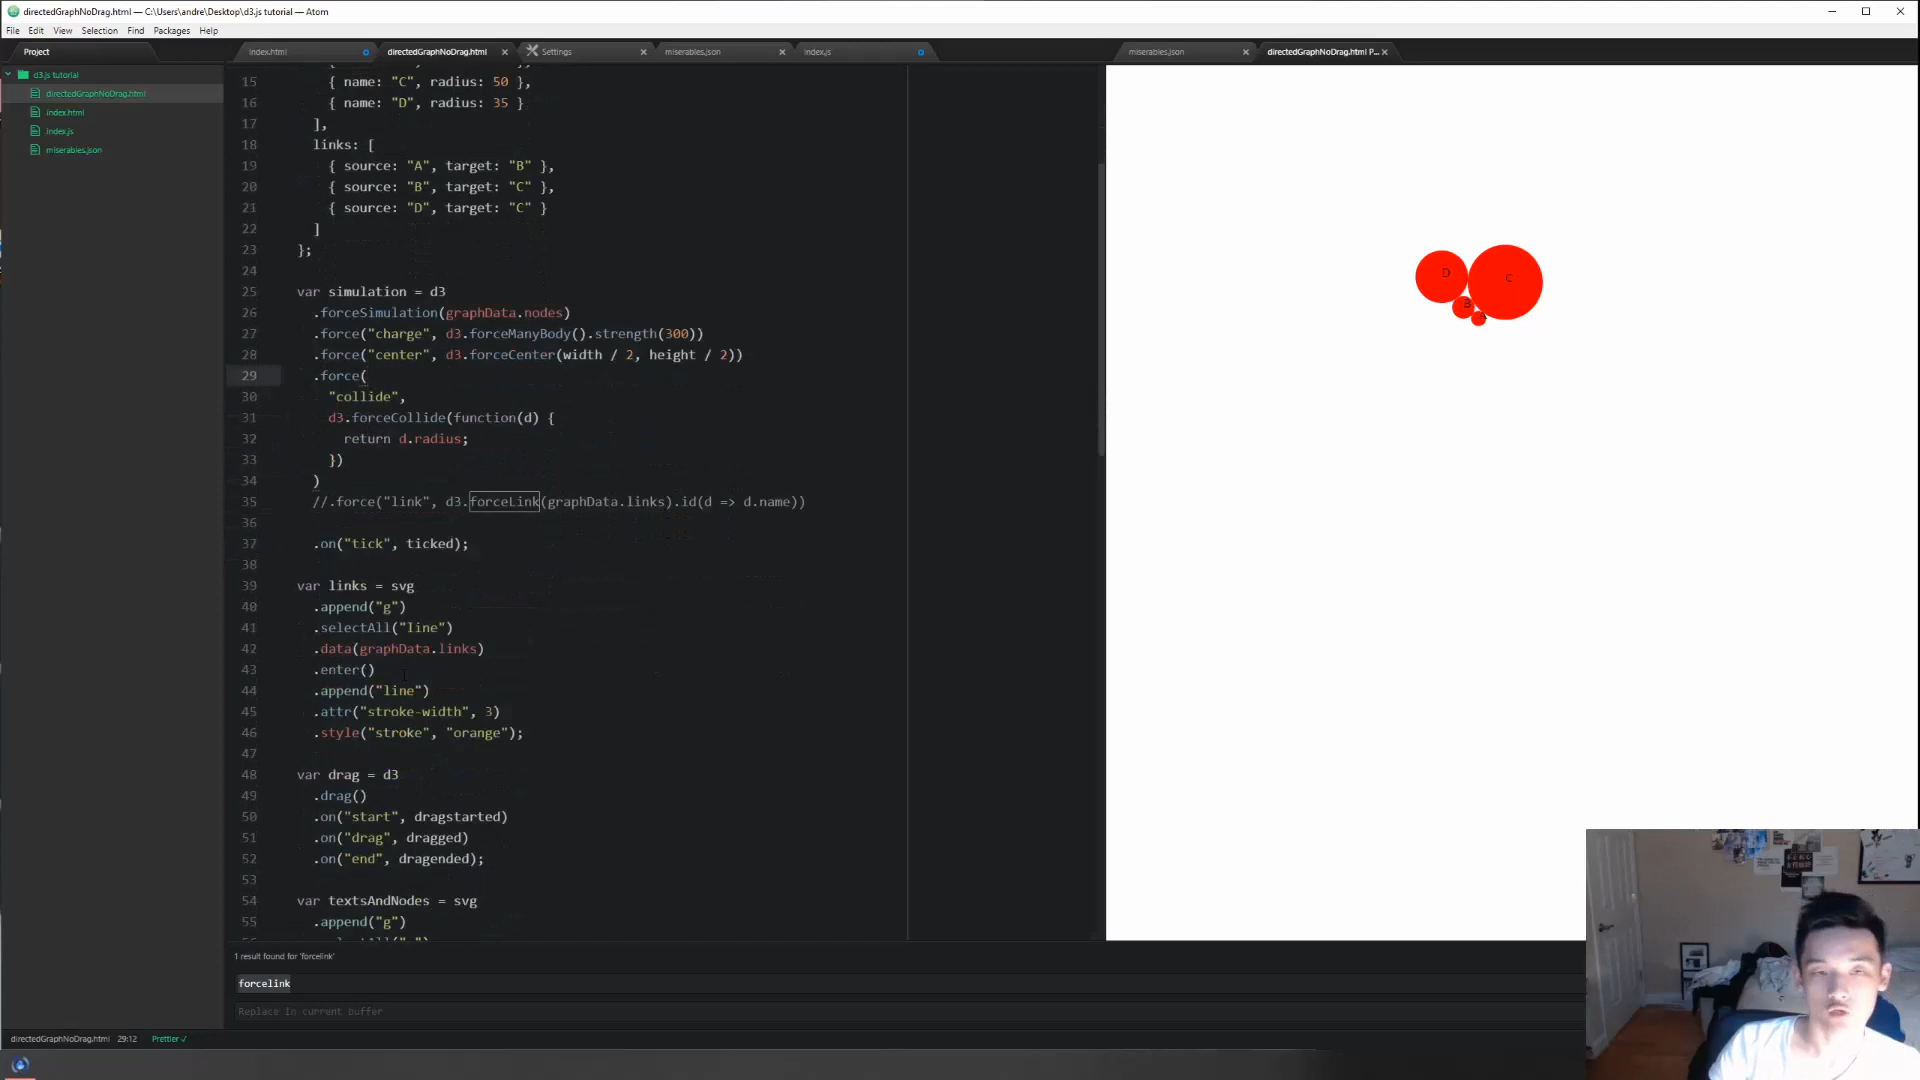 directedGraphNoDrag.html — C:\Users\andre\Desktop\d3.js tutorial — Atom
File Edit View Selection Find Packages Help
Project
index.html
directedGraphNoDrag.html
Settings
miserables.json
index.js
miserables.json
directedGraphNoDrag.html P...
d3.js tutorial
directedGraphNoDrag.html
index.html
index.js
miserables.json
15 { name: "C", radius: 50 },
16 { name: "D", radius: 35 }
17 ],
18 links: [
19 { source: "A", target: "B" },
20 { source: "B", target: "C" },
21 { source: "D", target: "C" }
22 ]
23 };
24
25 var simulation = d3
26 .forceSimulation(graphData.nodes)
27 .force("charge", d3.forceManyBody().strength(300))
28 .force("center", d3.forceCenter(width / 2, height / 2))
29 .force(
30 "collide",
31 d3.forceCollide(function(d) {
32 return d.radius;
33 })
34 )
35 //.force("link", d3.forceLink(graphData.links).id(d => d.name))
36
37 .on("tick", ticked);
38
39 var links = svg
40 .append("g")
41 .selectAll("line")
42 .data(graphData.links)
43 .enter()
44 .append("line")
45 .attr("stroke-width", 3)
46 .style("stroke", "orange");
47
48 var drag = d3
49 .drag()
50 .on("start", dragstarted)
51 .on("drag", dragged)
52 .on("end", dragended);
53
54 var textsAndNodes = svg
55 .append("g")
D
C
B
1 result found for 'forcelink'
forcelink
Replace in current buffer
directedGraphNoDrag.html 29:12 Prettier ✓